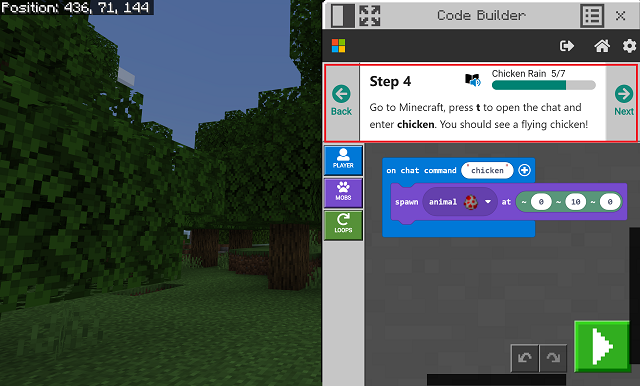 Position: 436, 71, 144
Code Builder
Step 4
Chicken Rain 5/7
Go to Minecraft, press t to open the chat and
enter chicken. You should see a flying chicken!
Back
Next
PLAYER
MOBS
LOOPS
on chat command "chicken"
spawn animal at ~ 0 ~ 10 ~ 0